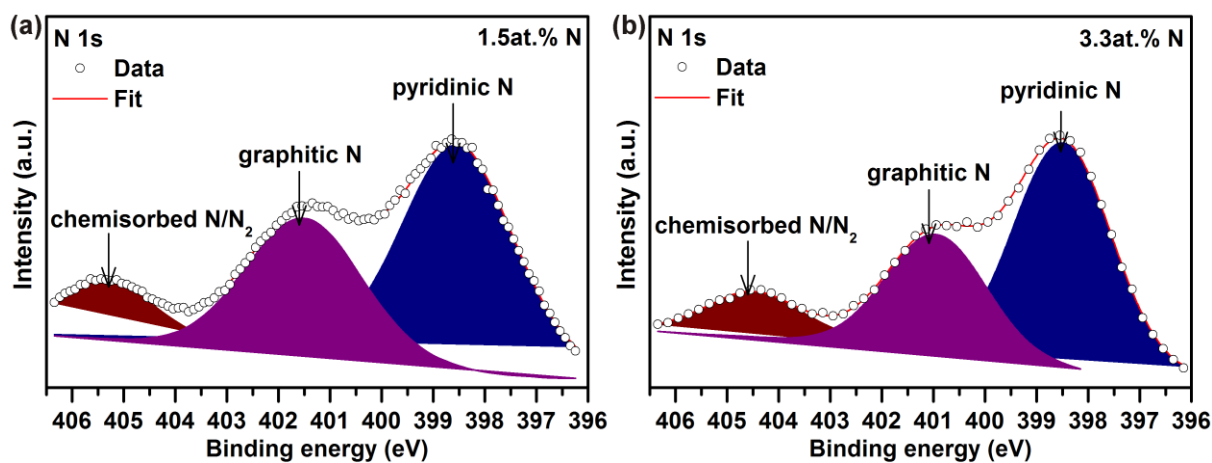 (a)
N 1s
1.5at.% N
Data
Fit
pyridinic N
graphitic N
chemisorbed N/N₂
Intensity (a.u.)
406 405 404 403 402 401 400 399 398 397 396
Binding energy (eV)
(b)
N 1s
3.3at.% N
Data
Fit
pyridinic N
graphitic N
chemisorbed N/N₂
Intensity (a.u.)
406 405 404 403 402 401 400 399 398 397 396
Binding energy (eV)